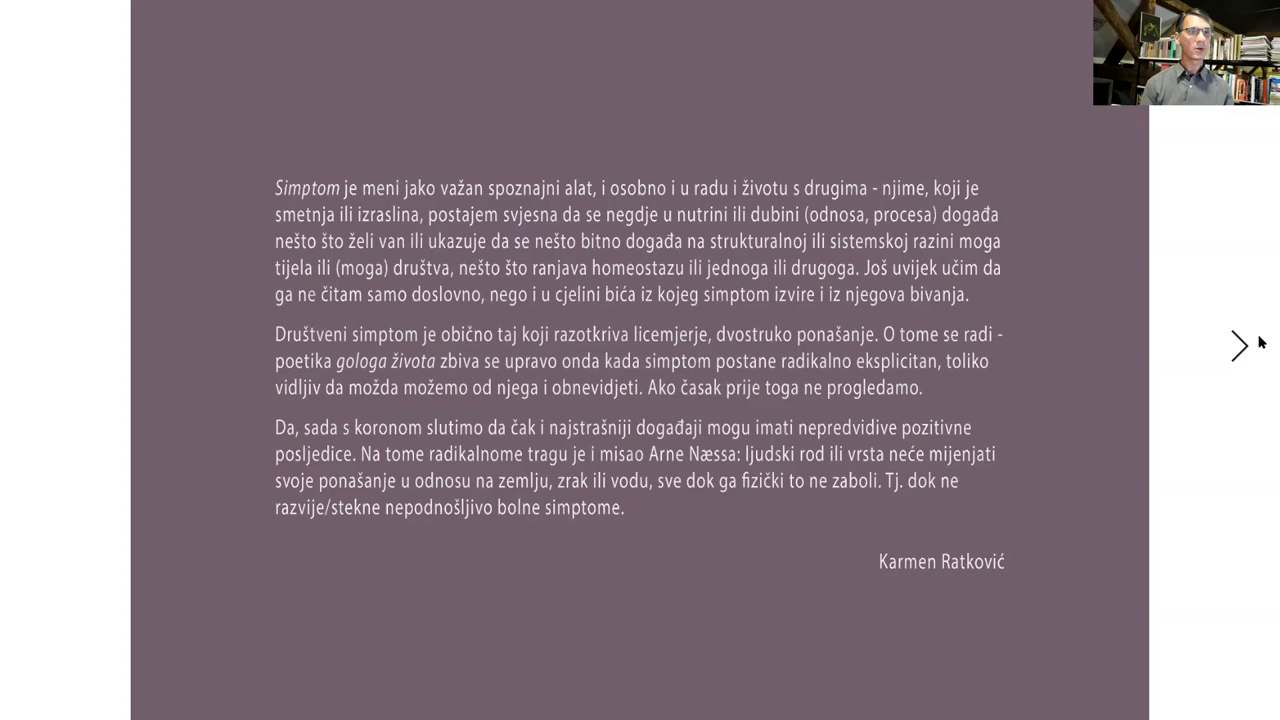 Simptom je meni jako važan spoznajni alat, i osobno i u radu i životu s drugima - njime, koji je
smetnja ili izraslina, postajem svjesna da se negdje u nutrini ili dubini (odnosa, procesa) događa
nešto što želi van ili ukazuje da se nešto bitno događa na strukturalnoj ili sistemskoj razini moga
tijela ili (moga) društva, nešto što ranjava homeostazu ili jednoga ili drugoga. Još uvijek učim da
ga ne čitam samo doslovno, nego i u cjelini bića iz kojeg simptom izvire i iz njegova bivanja.
Društveni simptom je obično taj koji razotkriva licemjerje, dvostruko ponašanje. O tome se radi -
poetika gologa života zbiva se upravo onda kada simptom postane radikalno eksplicitan, toliko
vidljiv da možda možemo od njega i obnevidjeti. Ako časak prije toga ne progledamo.
Da, sada s koronom slutimo da čak i najstrašniji događaji mogu imati nepredvidive pozitivne
posljedice. Na tome radikalnome tragu je i misao Arne Næssa: ljudski rod ili vrsta neće mijenjati
svoje ponašanje u odnosu na zemlju, zrak ili vodu, sve dok ga fizički to ne zaboli. Tj. dok ne
razvije/stekne nepodnošljivo bolne simptome.
Karmen Ratković